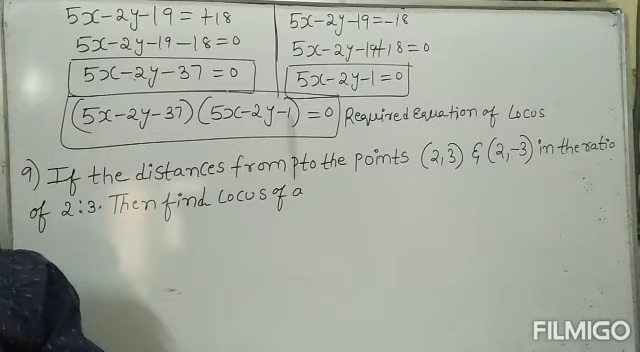 5x-2y-19=+18
5x-2y-19-18=0
5x-2y-37=0
5x-2y-19=-18
5x-2y-19+18=0
5x-2y-1=0
(5x-2y-37)(5x-2y-1)=0 Required Equation of Locus
9) If the distances from p to the points (2,3) & (2,-3) in the ratio
of 2:3. Then find Locus of a
FILMIGO